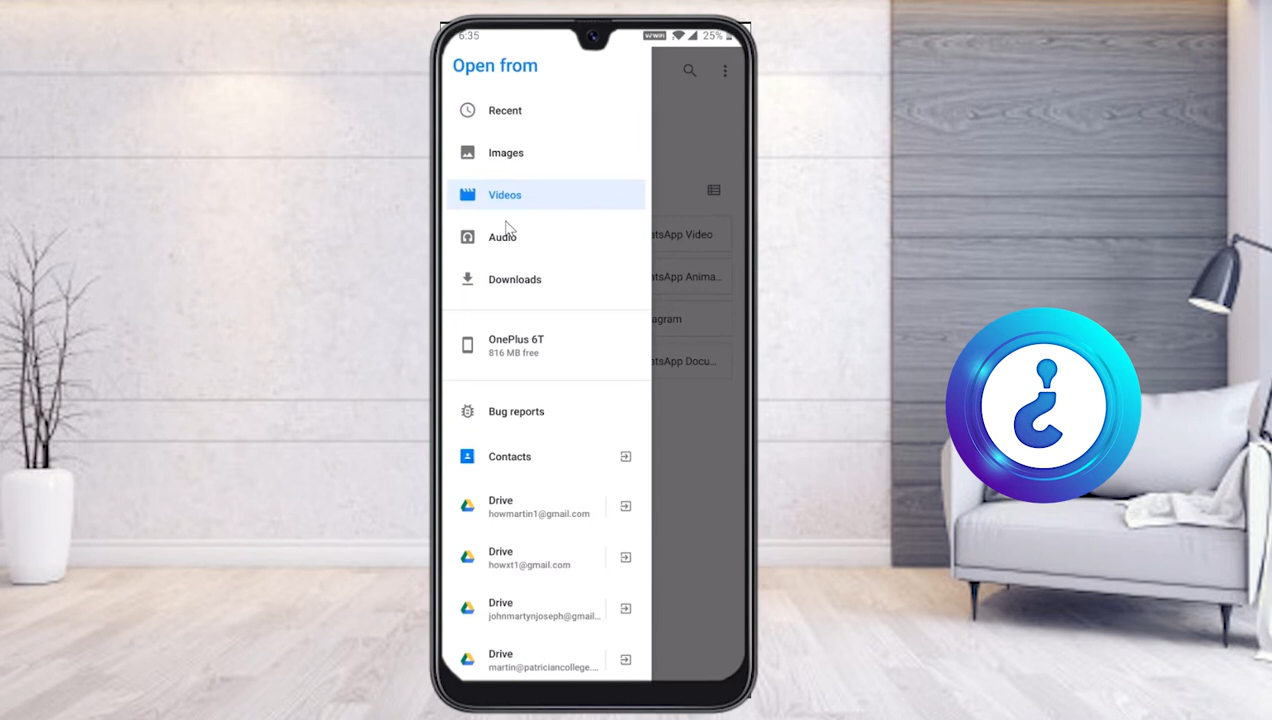 6:35
VoWiFi
25%
Open from
Recent
Images
Videos
Audio
Downloads
OnePlus 6T
816 MB free
Bug reports
Contacts
Drive
howmartin1@gmail.com
Drive
howxt1@gmail.com
Drive
johnmartynjoseph@gmail...
Drive
martin@patriciancollege....
atsApp Video
atsApp Anima...
agram
atsApp Docu...